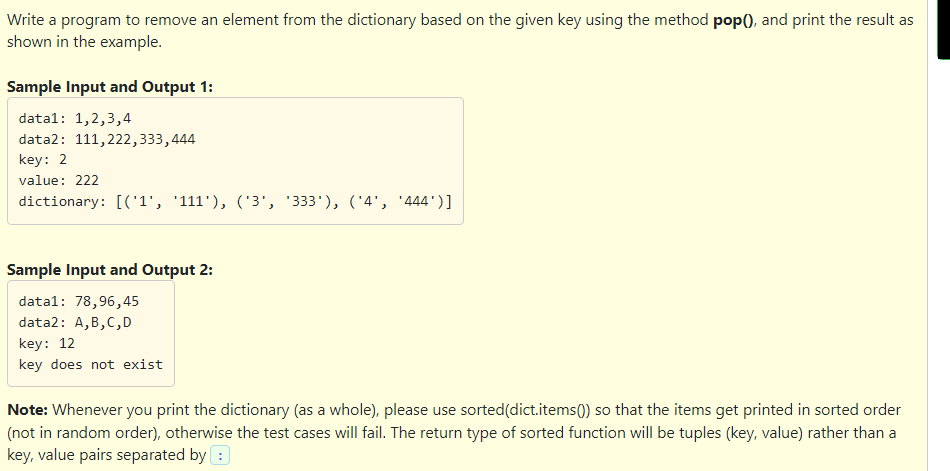 Write a program to remove an element from the dictionary based on the given key using the method pop(), and print the result as
shown in the example.
Sample Input and Output 1:
data1: 1,2,3,4
data2: 111,222,333,444
key: 2
value: 222
dictionary: [('1', '111'), ('3', '333'), ('4', '444')]
Sample Input and Output 2:
data1: 78,96,45
data2: A,B,C,D
key: 12
key does not exist
Note: Whenever you print the dictionary (as a whole), please use sorted(dict.items()) so that the items get printed in sorted order
(not in random order), otherwise the test cases will fail. The return type of sorted function will be tuples (key, value) rather than a
key, value pairs separated by :